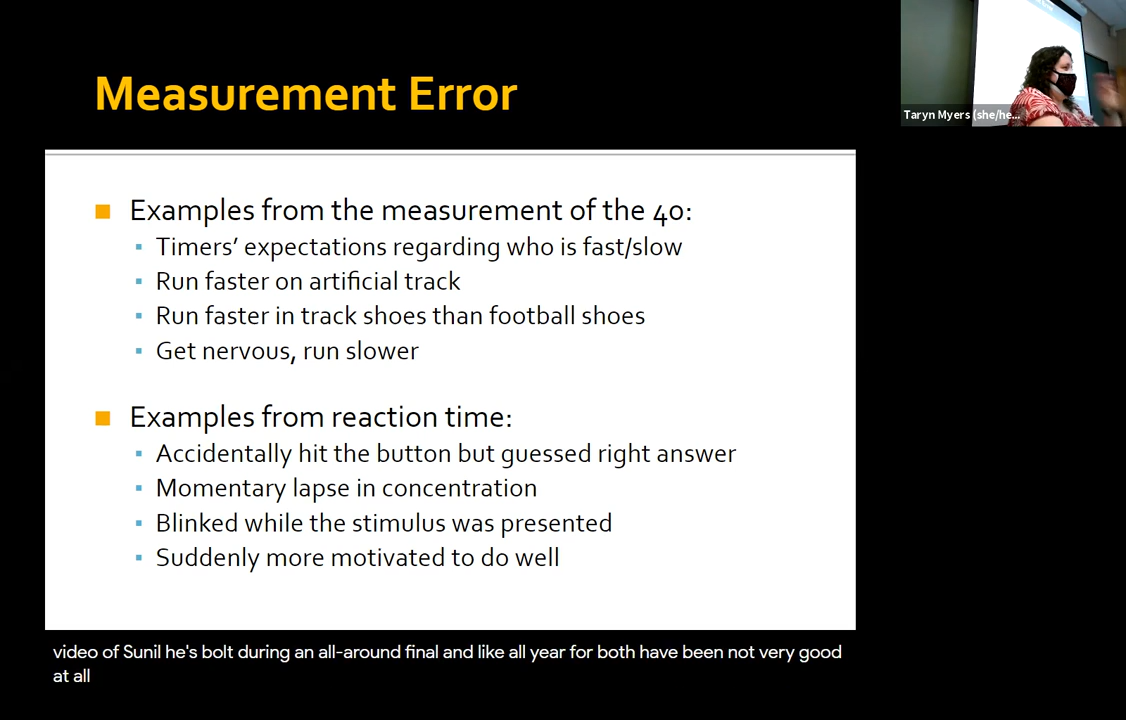 Measurement Error
Taryn Myers (she/he...
Examples from the measurement of the 40:
Timers' expectations regarding who is fast/slow
Run faster on artificial track
Run faster in track shoes than football shoes
Get nervous, run slower
Examples from reaction time:
Accidentally hit the button but guessed right answer
Momentary lapse in concentration
Blinked while the stimulus was presented
Suddenly more motivated to do well
video of Sunil he's bolt during an all-around final and like all year for both have been not very good
at all